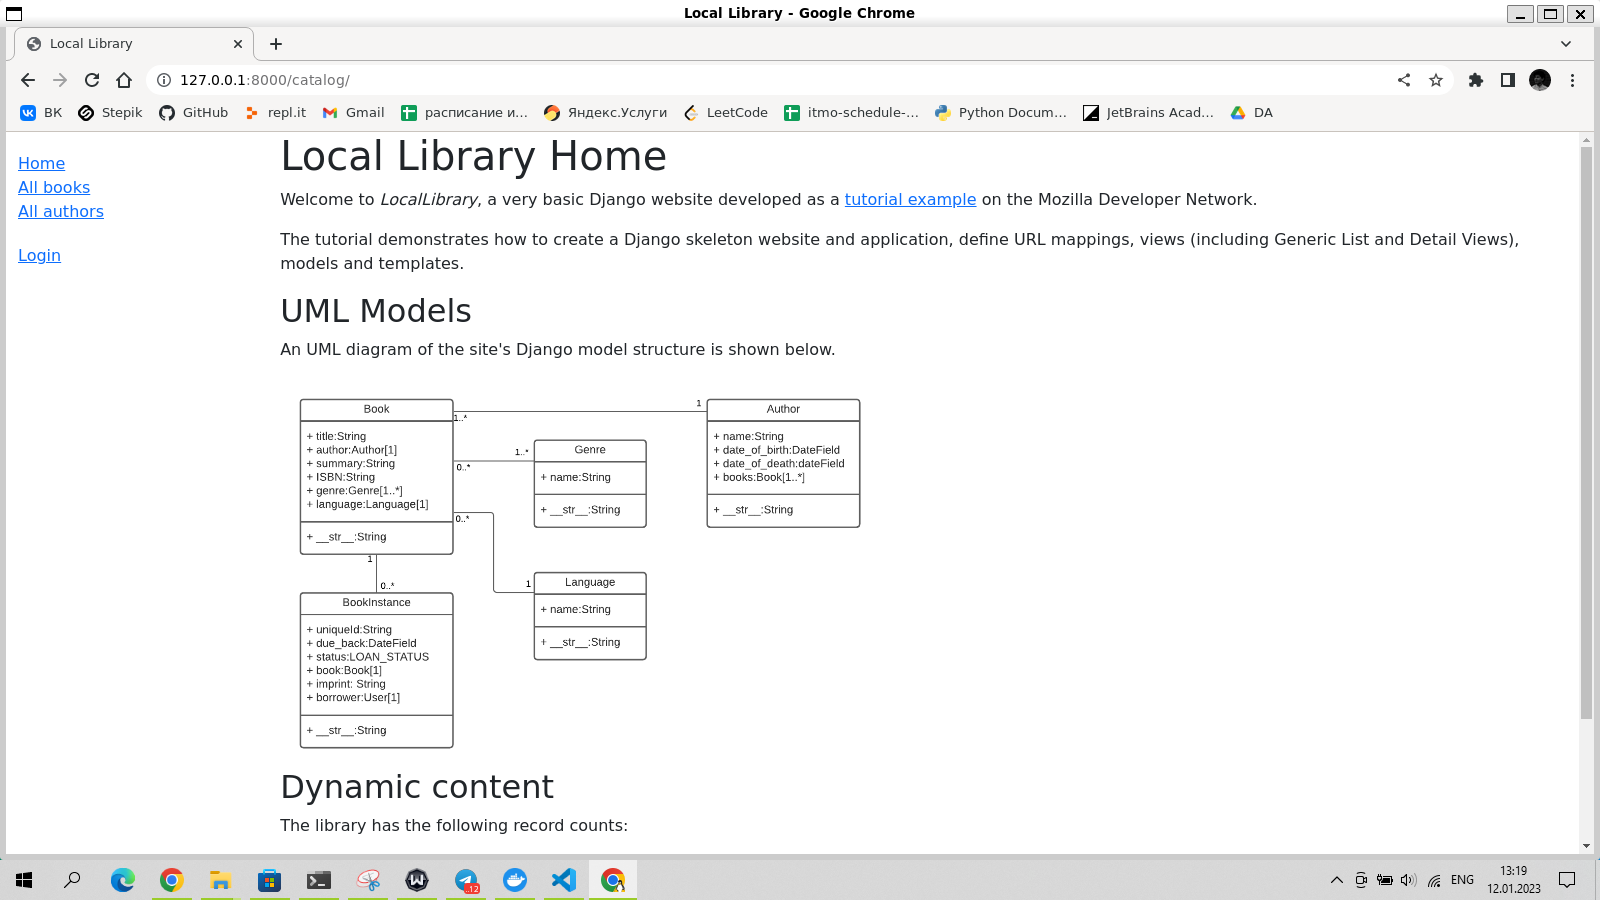 Local Library - Google Chrome
Local Library
127.0.0.1:8000/catalog/
ВК
Stepik
GitHub
repl.it
Gmail
расписание и...
Яндекс.Услуги
LeetCode
itmo-schedule-...
Python Docum...
JetBrains Acad...
DA
Home
All books
All authors
Login
Local Library Home
Welcome to LocalLibrary, a very basic Django website developed as a tutorial example on the Mozilla Developer Network.
The tutorial demonstrates how to create a Django skeleton website and application, define URL mappings, views (including Generic List and Detail Views),
models and templates.
UML Models
An UML diagram of the site's Django model structure is shown below.
Book
+ title:String
+ author:Author[1]
+ summary:String
+ ISBN:String
+ genre:Genre[1..*]
+ language:Language[1]
+ __str__:String
1..*
1
0..*
1..*
0..*
1
1
0..*
Genre
+ name:String
+ __str__:String
Author
+ name:String
+ date_of_birth:DateField
+ date_of_death:dateField
+ books:Book[1..*]
+ __str__:String
Language
+ name:String
+ __str__:String
BookInstance
+ uniqueId:String
+ due_back:DateField
+ status:LOAN_STATUS
+ book:Book[1]
+ imprint: String
+ borrower:User[1]
+ __str__:String
Dynamic content
The library has the following record counts:
..12
ENG
13:19
12.01.2023